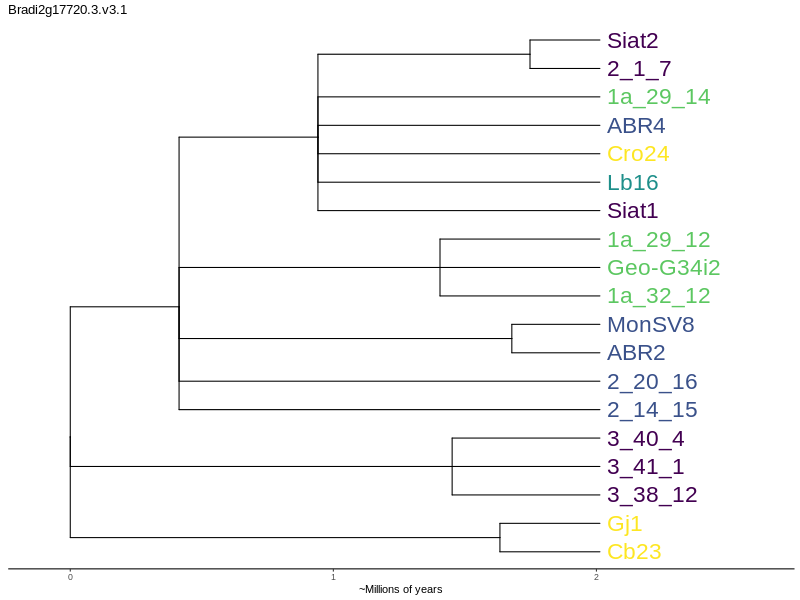 Bradi2g17720.3.v3.1
Siat2
2_1_7
1a_29_14
ABR4
Cro24
Lb16
Siat1
1a_29_12
Geo-G34i2
1a_32_12
MonSV8
ABR2
2_20_16
2_14_15
3_40_4
3_41_1
3_38_12
Gj1
Cb23
0 1 2
~Millions of years